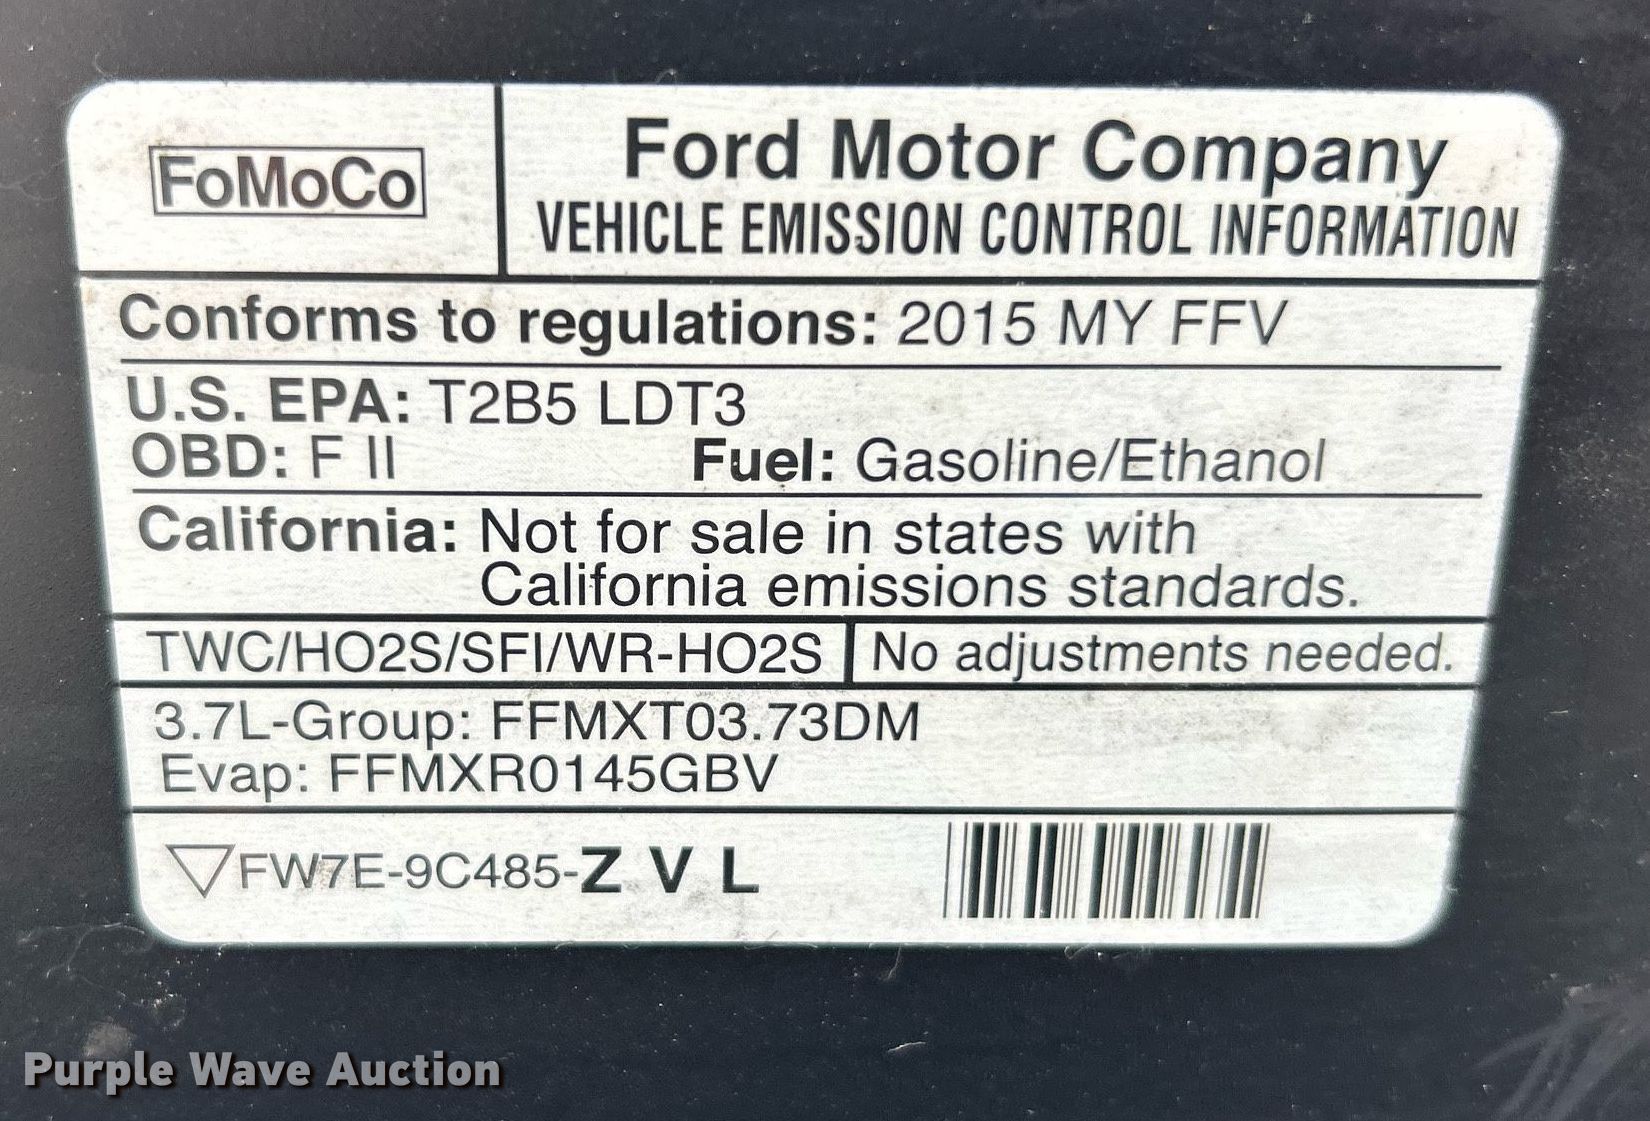 FoMoCo
Ford Motor Company
VEHICLE EMISSION CONTROL INFORMATION
Conforms to regulations: 2015 MY FFV
U.S. EPA: T2B5 LDT3
OBD: F II Fuel: Gasoline/Ethanol
California: Not for sale in states with
California emissions standards.
TWC/HO2S/SFI/WR-HO2S No adjustments needed.
3.7L-Group: FFMXT03.73DM
Evap: FFMXR0145GBV
▽FW7E-9C485-Z V L
Purple Wave Auction